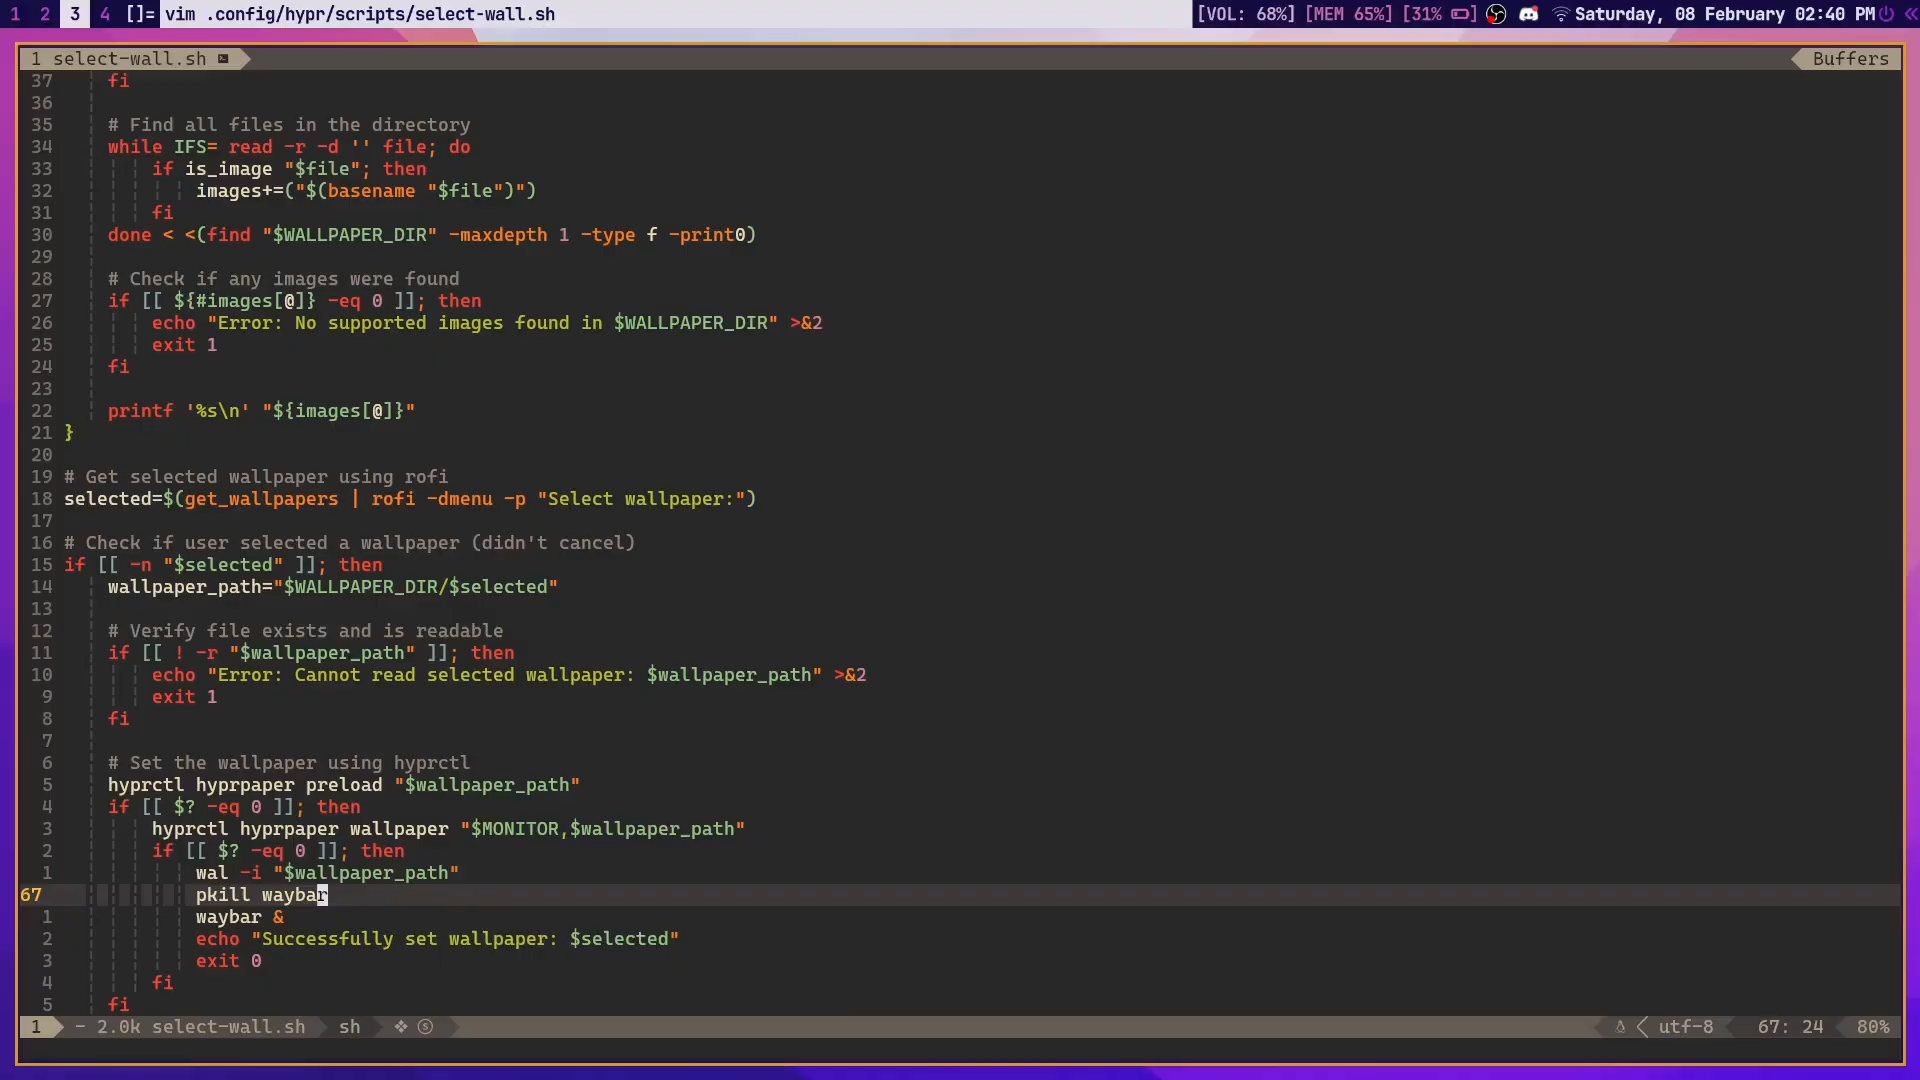 1 2 3 4 []= vim .config/hypr/scripts/select-wall.sh [VOL: 68%] [MEM 65%] [31% ] Saturday, 08 February 02:40 PM
1 select-wall.sh Buffers
37 fi
36
35 # Find all files in the directory
34 while IFS= read -r -d '' file; do
33 if is_image "$file"; then
32 images+=("$(basename "$file")")
31 fi
30 done < <(find "$WALLPAPER_DIR" -maxdepth 1 -type f -print0)
29
28 # Check if any images were found
27 if [[ ${#images[@]} -eq 0 ]]; then
26 echo "Error: No supported images found in $WALLPAPER_DIR" >&2
25 exit 1
24 fi
23
22 printf '%s\n' "${images[@]}"
21 }
20
19 # Get selected wallpaper using rofi
18 selected=$(get_wallpapers | rofi -dmenu -p "Select wallpaper:")
17
16 # Check if user selected a wallpaper (didn't cancel)
15 if [[ -n "$selected" ]]; then
14 wallpaper_path="$WALLPAPER_DIR/$selected"
13
12 # Verify file exists and is readable
11 if [[ ! -r "$wallpaper_path" ]]; then
10 echo "Error: Cannot read selected wallpaper: $wallpaper_path" >&2
9 exit 1
8 fi
7
6 # Set the wallpaper using hyprctl
5 hyprctl hyprpaper preload "$wallpaper_path"
4 if [[ $? -eq 0 ]]; then
3 hyprctl hyprpaper wallpaper "$MONITOR,$wallpaper_path"
2 if [[ $? -eq 0 ]]; then
1 wal -i "$wallpaper_path"
67 pkill waybar
1 waybar &
2 echo "Successfully set wallpaper: $selected"
3 exit 0
4 fi
5 fi
1 - 2.0k select-wall.sh sh utf-8 67: 24 80%